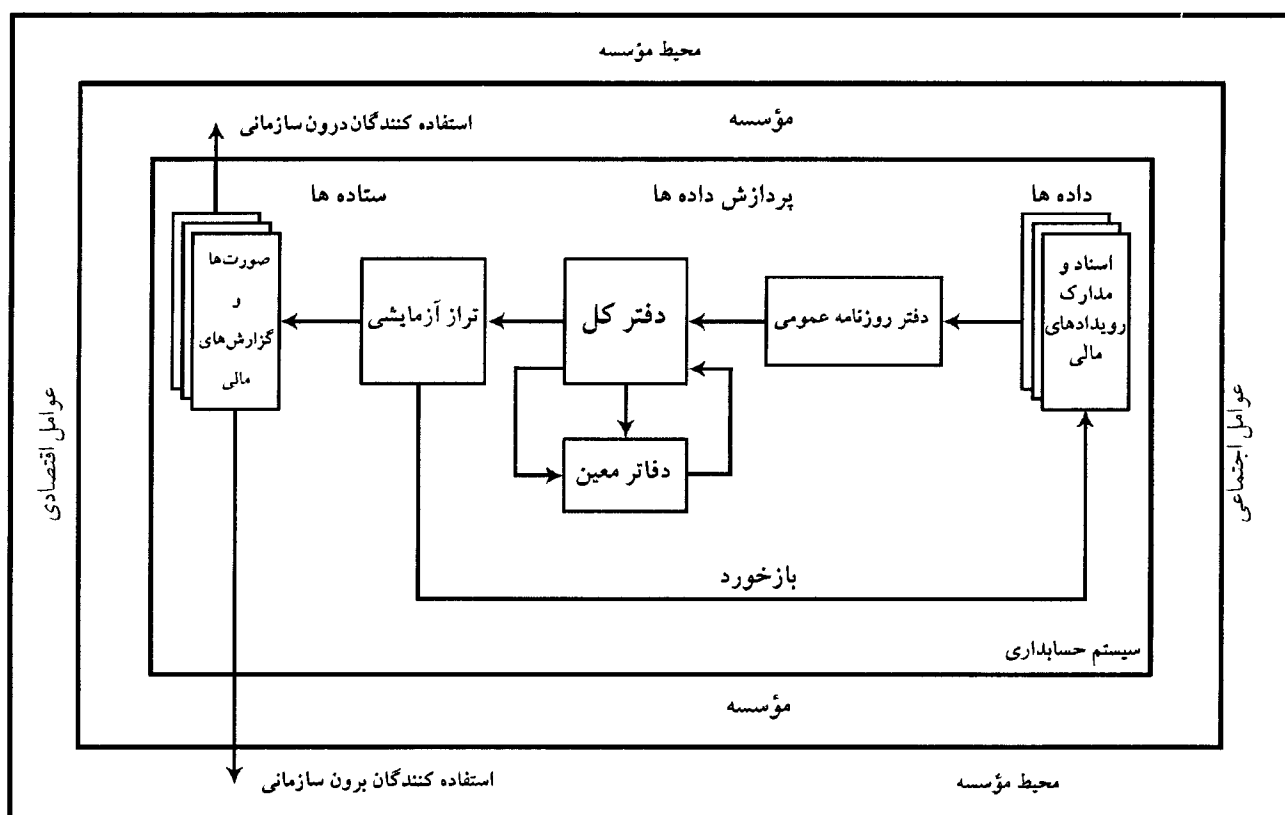 محیط مؤسسه
مؤسسه
استفاده کنندگان درون سازمانی
داده ها
پردازش داده ها
ستاده ها
اسناد و
مدارک
رویدادهای
مالی
دفتر روزنامه عمومی
دفتر کل
تراز آزمایشی
صورت‌ها
و
گزارش‌های
مالی
دفاتر معین
بازخورد
سیستم حسابداری
عوامل اجتماعی
عوامل اقتصادی
مؤسسه
محیط مؤسسه
استفاده کنندگان برون سازمانی